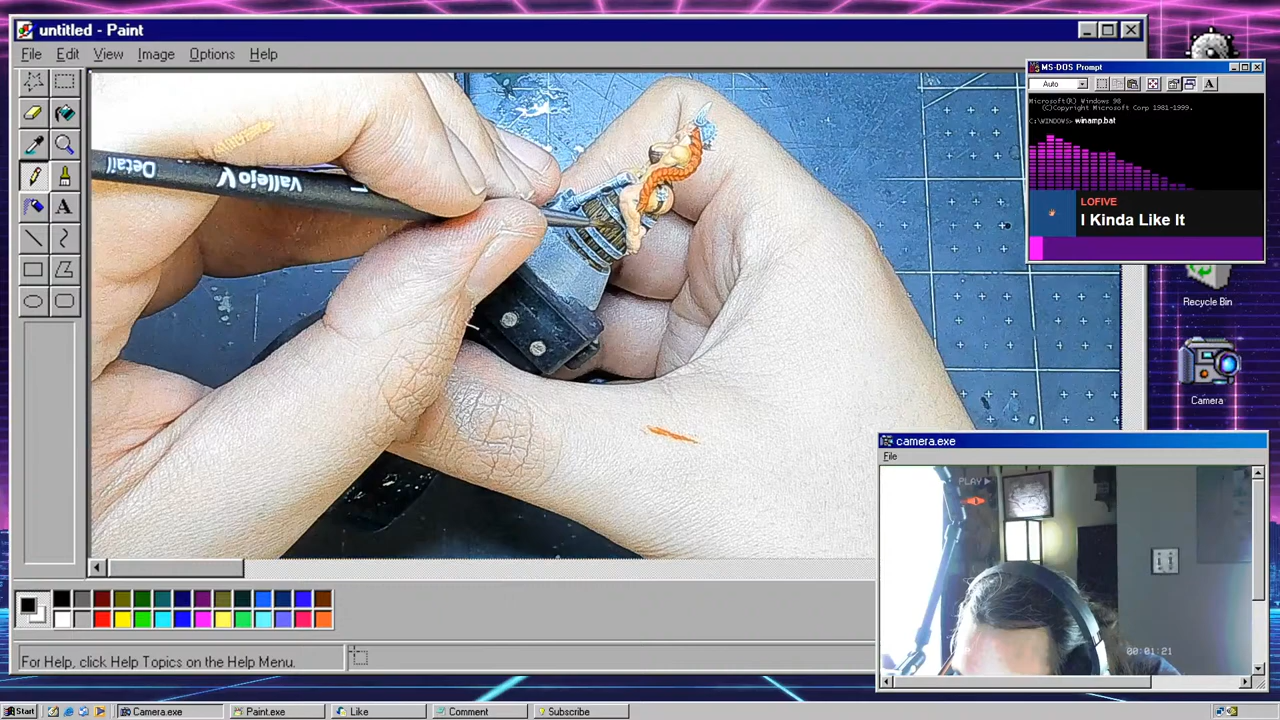 untitled - Paint
File Edit View Image Options Help
Detail
Vallejo
MS-DOS Prompt
Auto
A
Microsoft(R) Windows 98
(C)Copyright Microsoft Corp 1981-1999.
C:\WINDOWS> winamp.bat
LOFIVE
I Kinda Like It
Recycle Bin
Camera
camera.exe
File
PLAY
00:01:21
A
For Help, click Help Topics on the Help Menu.
Start
Camera.exe
Paint.exe
Like
Comment
Subscribe